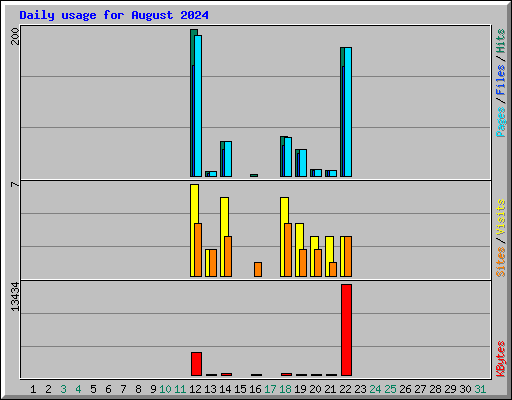 Daily usage for August 2024
200
Pages / Files / Hits
7
Sites / Visits
13434
KBytes
1 2 3 4 5 6 7 8 9 10 11 12 13 14 15 16 17 18 19 20 21 22 23 24 25 26 27 28 29 30 31